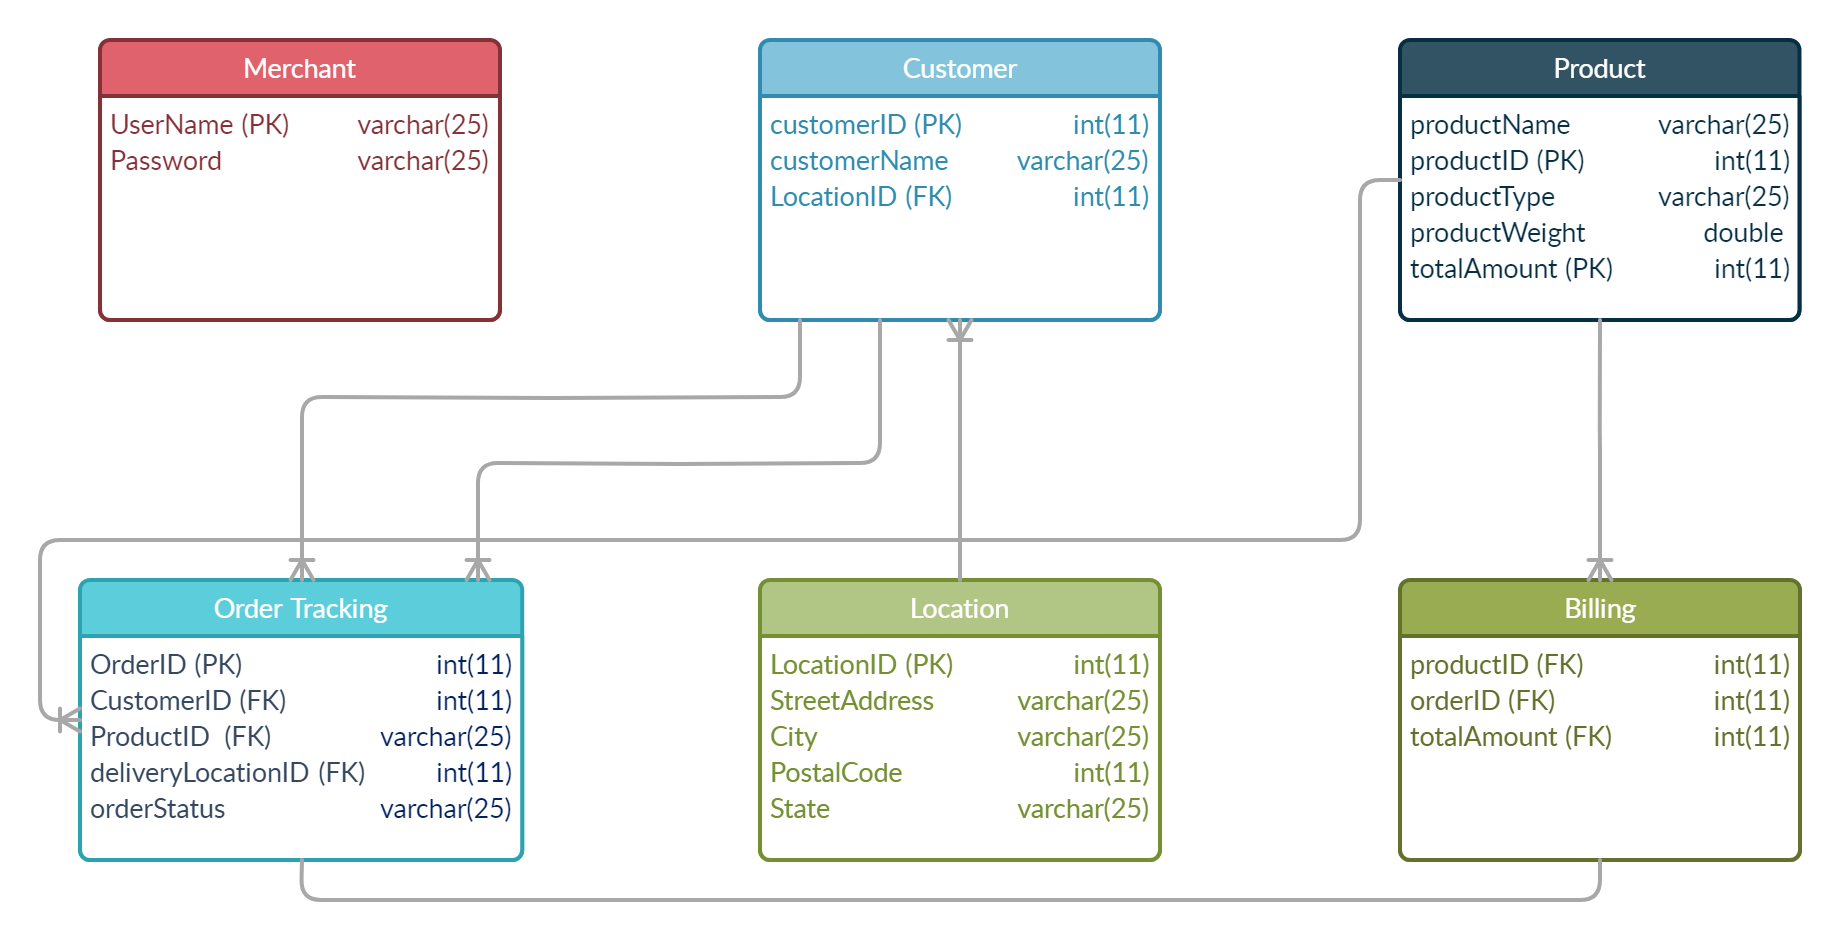 Merchant
UserName (PK) varchar(25)
Password varchar(25)
Customer
customerID (PK) int(11)
customerName varchar(25)
LocationID (FK) int(11)
Product
productName varchar(25)
productID (PK) int(11)
productType varchar(25)
productWeight double
totalAmount (PK) int(11)
Order Tracking
OrderID (PK) int(11)
CustomerID (FK) int(11)
ProductID (FK) varchar(25)
deliveryLocationID (FK) int(11)
orderStatus varchar(25)
Location
LocationID (PK) int(11)
StreetAddress varchar(25)
City varchar(25)
PostalCode int(11)
State varchar(25)
Billing
productID (FK) int(11)
orderID (FK) int(11)
totalAmount (FK) int(11)